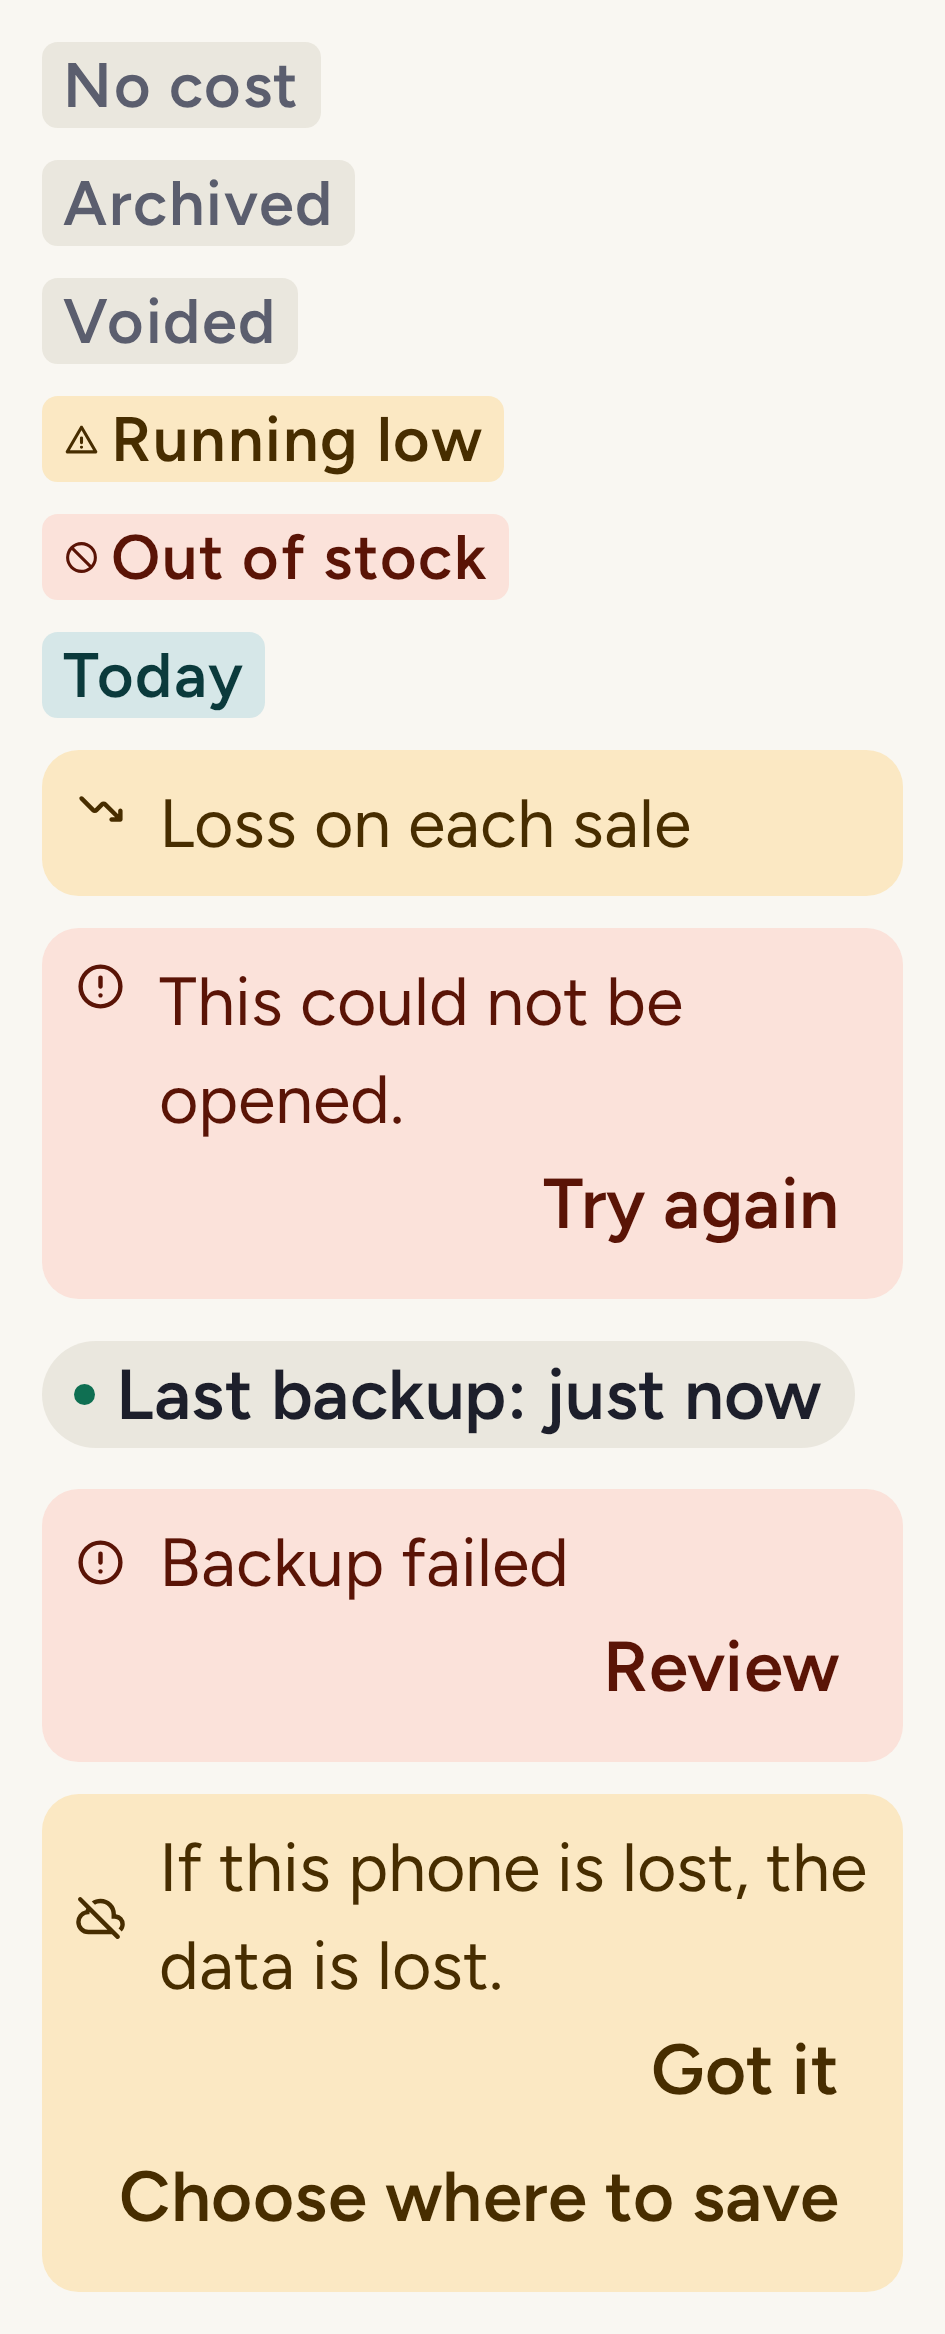 No cost
Archived
Voided
Running low
Out of stock
Today
Loss on each sale
This could not be
opened.
Try again
Last backup: just now
Backup failed
Review
If this phone is lost, the
data is lost.
Got it
Choose where to save